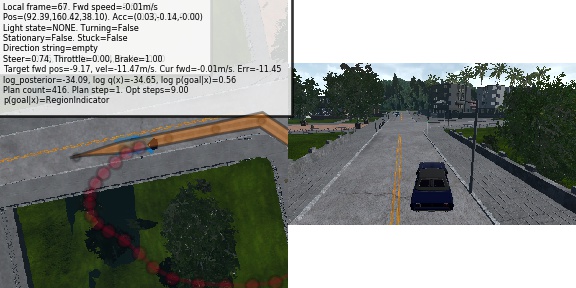 Local frame=67. Fwd speed=-0.01m/s
Pos=(92.39,160.42,38.10). Acc=(0.03,-0.14,-0.00)
Light state=NONE. Turning=False
Stationary=False. Stuck=False
Direction string=empty
Steer=0.74, Throttle=0.00, Brake=1.00
Target fwd pos=-9.17, vel=-11.47m/s. Cur fwd=-0.01m/s. Err=-11.45
log_posterior=-34.09, log q(x)=-34.65, log p(goal|x)=0.56
Plan count=416. Plan step=1. Opt steps=9.00
p(goal|x)=RegionIndicator